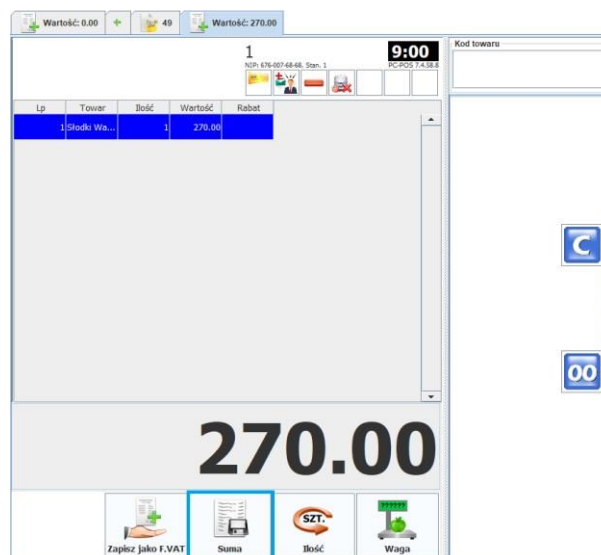 Wartość: 0.00 49 Wartość: 270.00
1
NIP: 676-007-68-68. Stan. 1
9:00
PC-POS 7.4.58.8
Kod towaru
Lp Towar Ilość Wartość Rabat
1 Słodki Wa... 1 270.00
C
00
270.00
SZT.
??????
Zapisz jako F.VAT Suma Ilość Waga